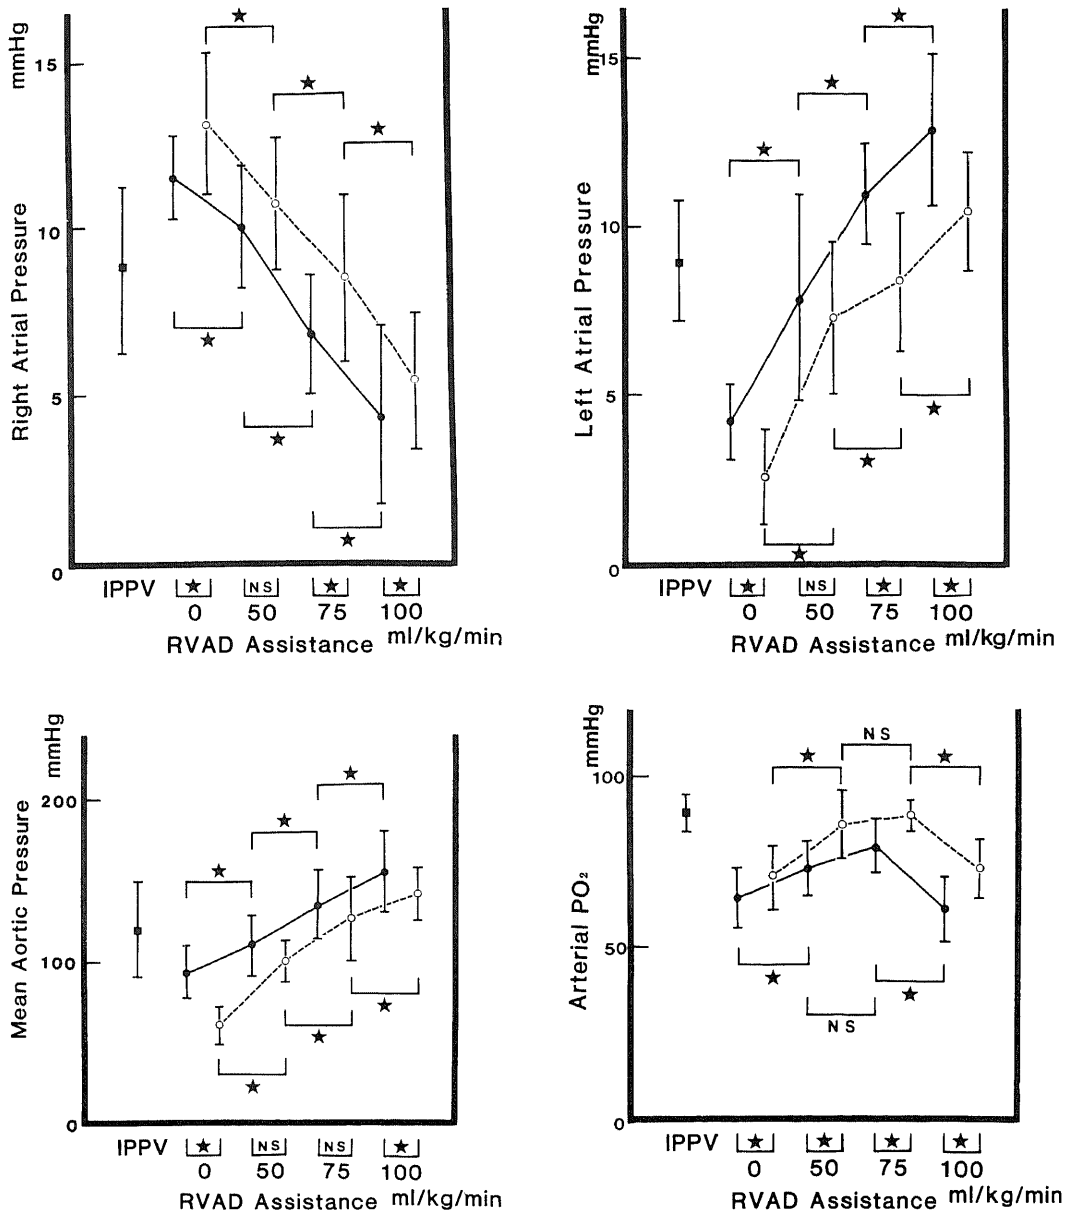 mmHg
15
10
5
0
Right Atrial Pressure
★
★
★
★
★
★
IPPV ★ NS ★ ★
0 50 75 100
RVAD Assistance ml/kg/min
mmHg
15
10
5
0
Left Atrial Pressure
★
★
★
★
★
★
★ NS ★ ★
0 50 75 100
RVAD Assistance ml/kg/min
mmHg
200
100
0
Mean Aortic Pressure
★
★
★
★
★
★
IPPV ★ NS NS ★
0 50 75 100
RVAD Assistance ml/kg/min
mmHg
100
50
0
Arterial PO₂
NS
★
★
★
★
NS
IPPV ★ ★ ★ ★
0 50 75 100
RVAD Assistance ml/kg/min